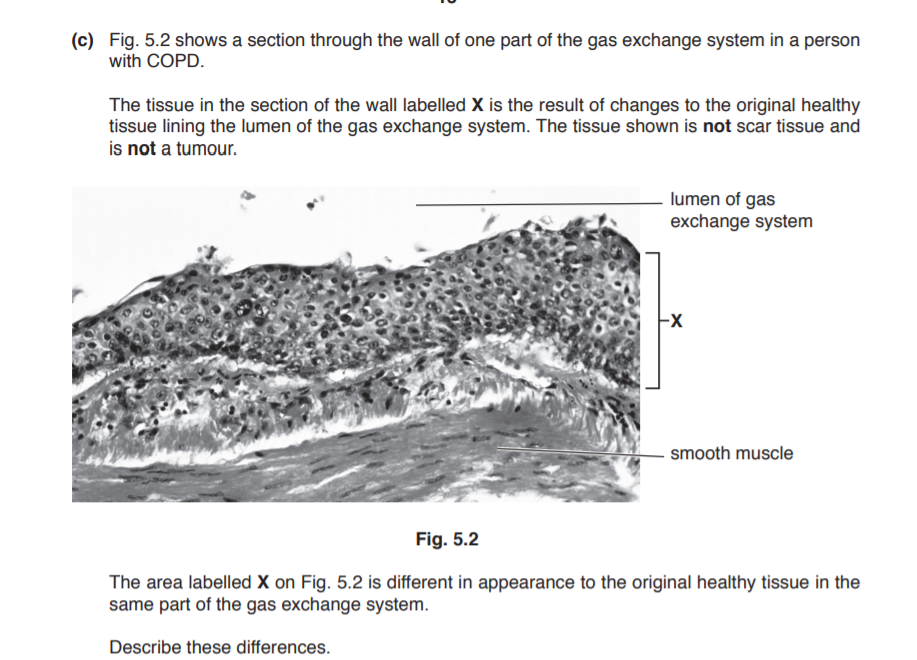 (c) Fig. 5.2 shows a section through the wall of one part of the gas exchange system in a person
with COPD.
The tissue in the section of the wall labelled X is the result of changes to the original healthy
tissue lining the lumen of the gas exchange system. The tissue shown is not scar tissue and
is not a tumour.
lumen of gas
exchange system
X
smooth muscle
Fig. 5.2
The area labelled X on Fig. 5.2 is different in appearance to the original healthy tissue in the
same part of the gas exchange system.
Describe these differences.